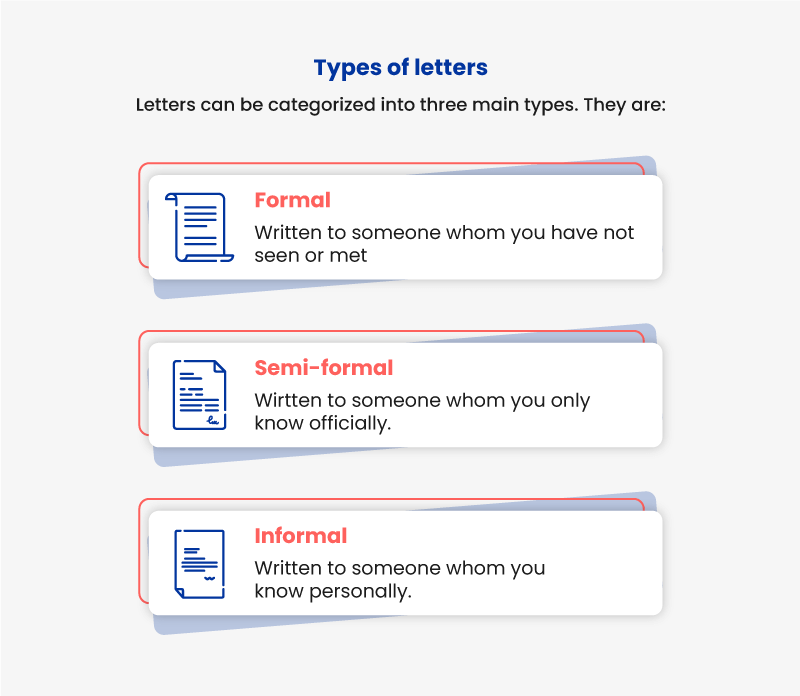 Types of letters
Letters can be categorized into three main types. They are:
Formal
Written to someone whom you have not
seen or met
Semi-formal
Wirtten to someone whom you only
know officially.
Informal
Written to someone whom you
know personally.